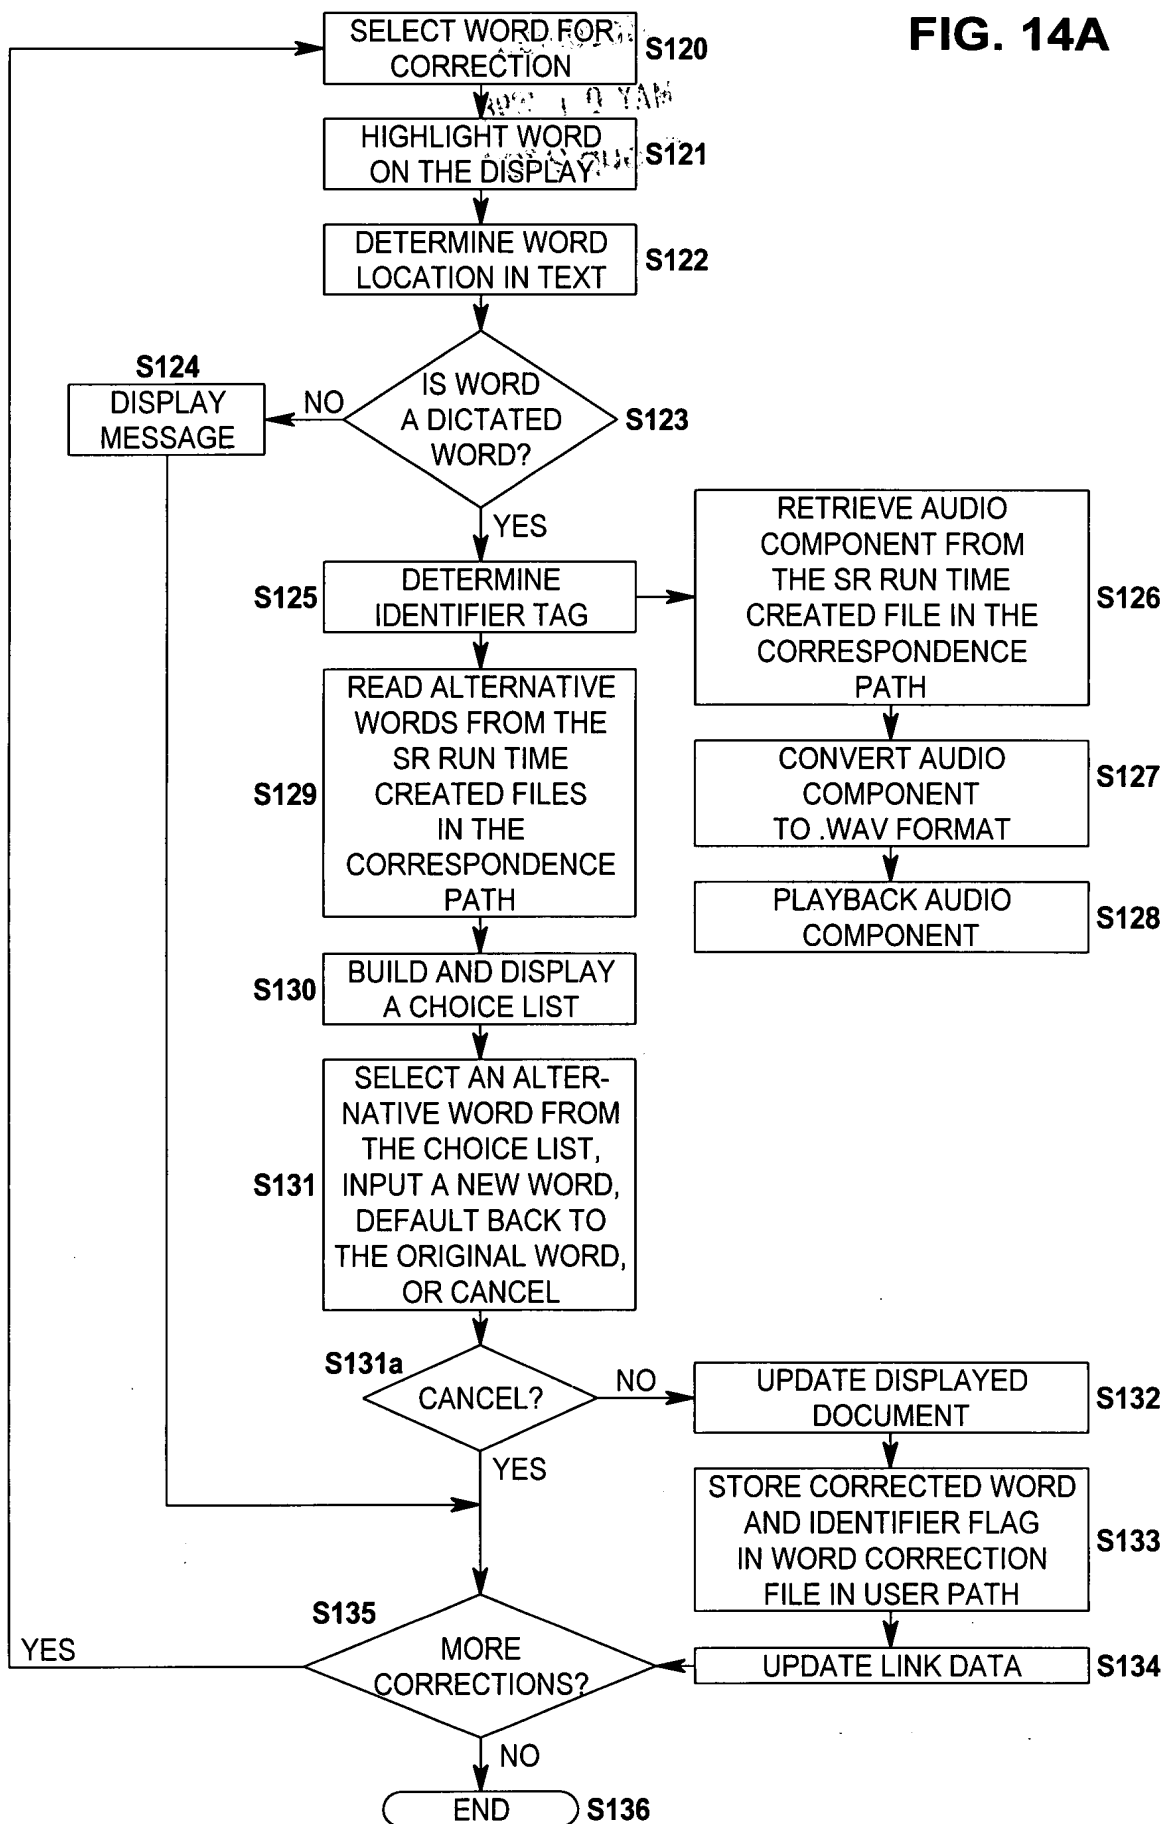 FIG. 14A
SELECT WORD FOR
CORRECTION
S120
HIGHLIGHT WORD
ON THE DISPLAY
S121
DETERMINE WORD
LOCATION IN TEXT
S122
IS WORD
A DICTATED
WORD?
S123
NO
S124
DISPLAY
MESSAGE
YES
S125
DETERMINE
IDENTIFIER TAG
RETRIEVE AUDIO
COMPONENT FROM
THE SR RUN TIME
CREATED FILE IN THE
CORRESPONDENCE
PATH
S126
CONVERT AUDIO
COMPONENT
TO .WAV FORMAT
S127
PLAYBACK AUDIO
COMPONENT
S128
READ ALTERNATIVE
WORDS FROM THE
SR RUN TIME
CREATED FILES
IN THE
CORRESPONDENCE
PATH
S129
BUILD AND DISPLAY
A CHOICE LIST
S130
SELECT AN ALTER-
NATIVE WORD FROM
THE CHOICE LIST,
INPUT A NEW WORD,
DEFAULT BACK TO
THE ORIGINAL WORD,
OR CANCEL
S131
S131a
CANCEL?
NO
UPDATE DISPLAYED
DOCUMENT
S132
YES
STORE CORRECTED WORD
AND IDENTIFIER FLAG
IN WORD CORRECTION
FILE IN USER PATH
S133
UPDATE LINK DATA
S134
S135
MORE
CORRECTIONS?
YES
NO
END
S136